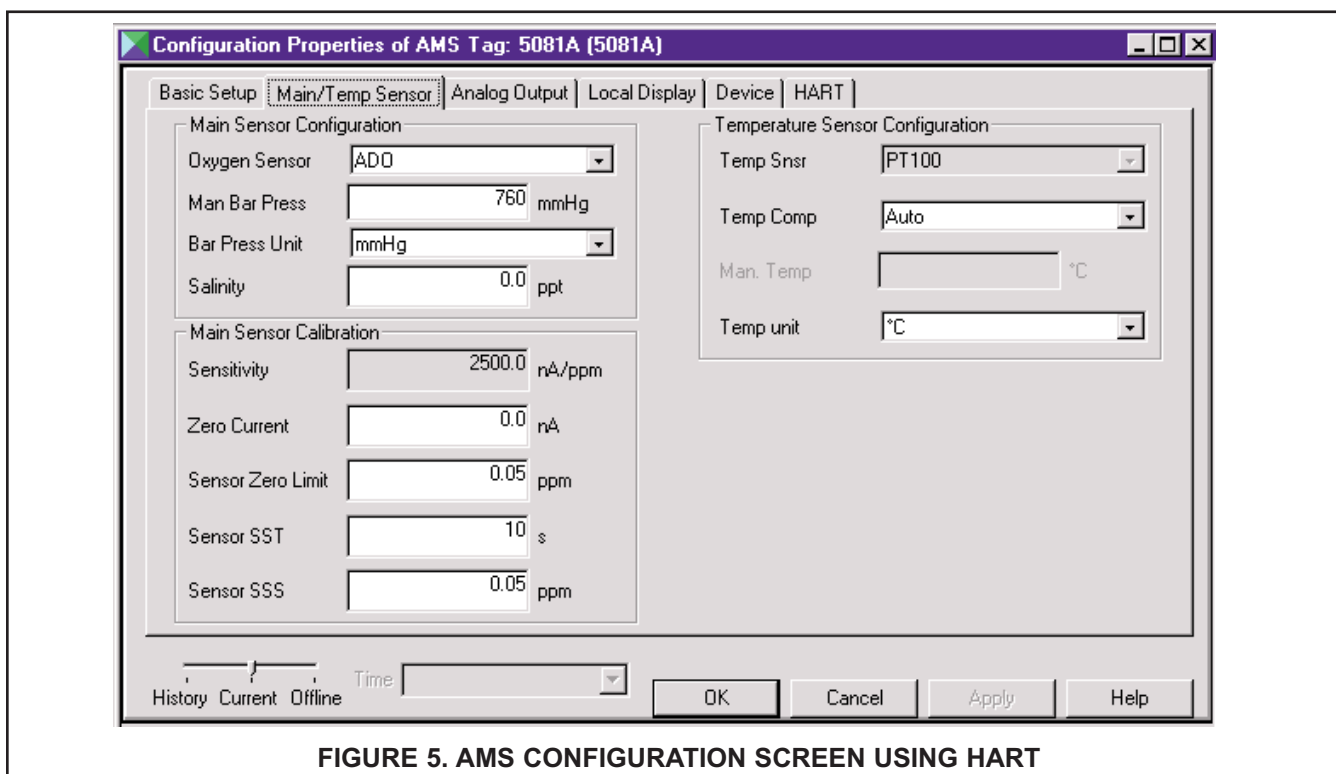 Configuration Properties of AMS Tag: 5081A (5081A)
Basic Setup Main/Temp Sensor Analog Output Local Display Device HART
Main Sensor Configuration
Oxygen Sensor ADO
Man Bar Press 760 mmHg
Bar Press Unit mmHg
Salinity 0.0 ppt
Main Sensor Calibration
Sensitivity 2500.0 nA/ppm
Zero Current 0.0 nA
Sensor Zero Limit 0.05 ppm
Sensor SST 10 s
Sensor SSS 0.05 ppm
Temperature Sensor Configuration
Temp Snsr PT100
Temp Comp Auto
Man. Temp °C
Temp unit °C
History Current Offline
Time
OK Cancel Apply Help
FIGURE 5. AMS CONFIGURATION SCREEN USING HART